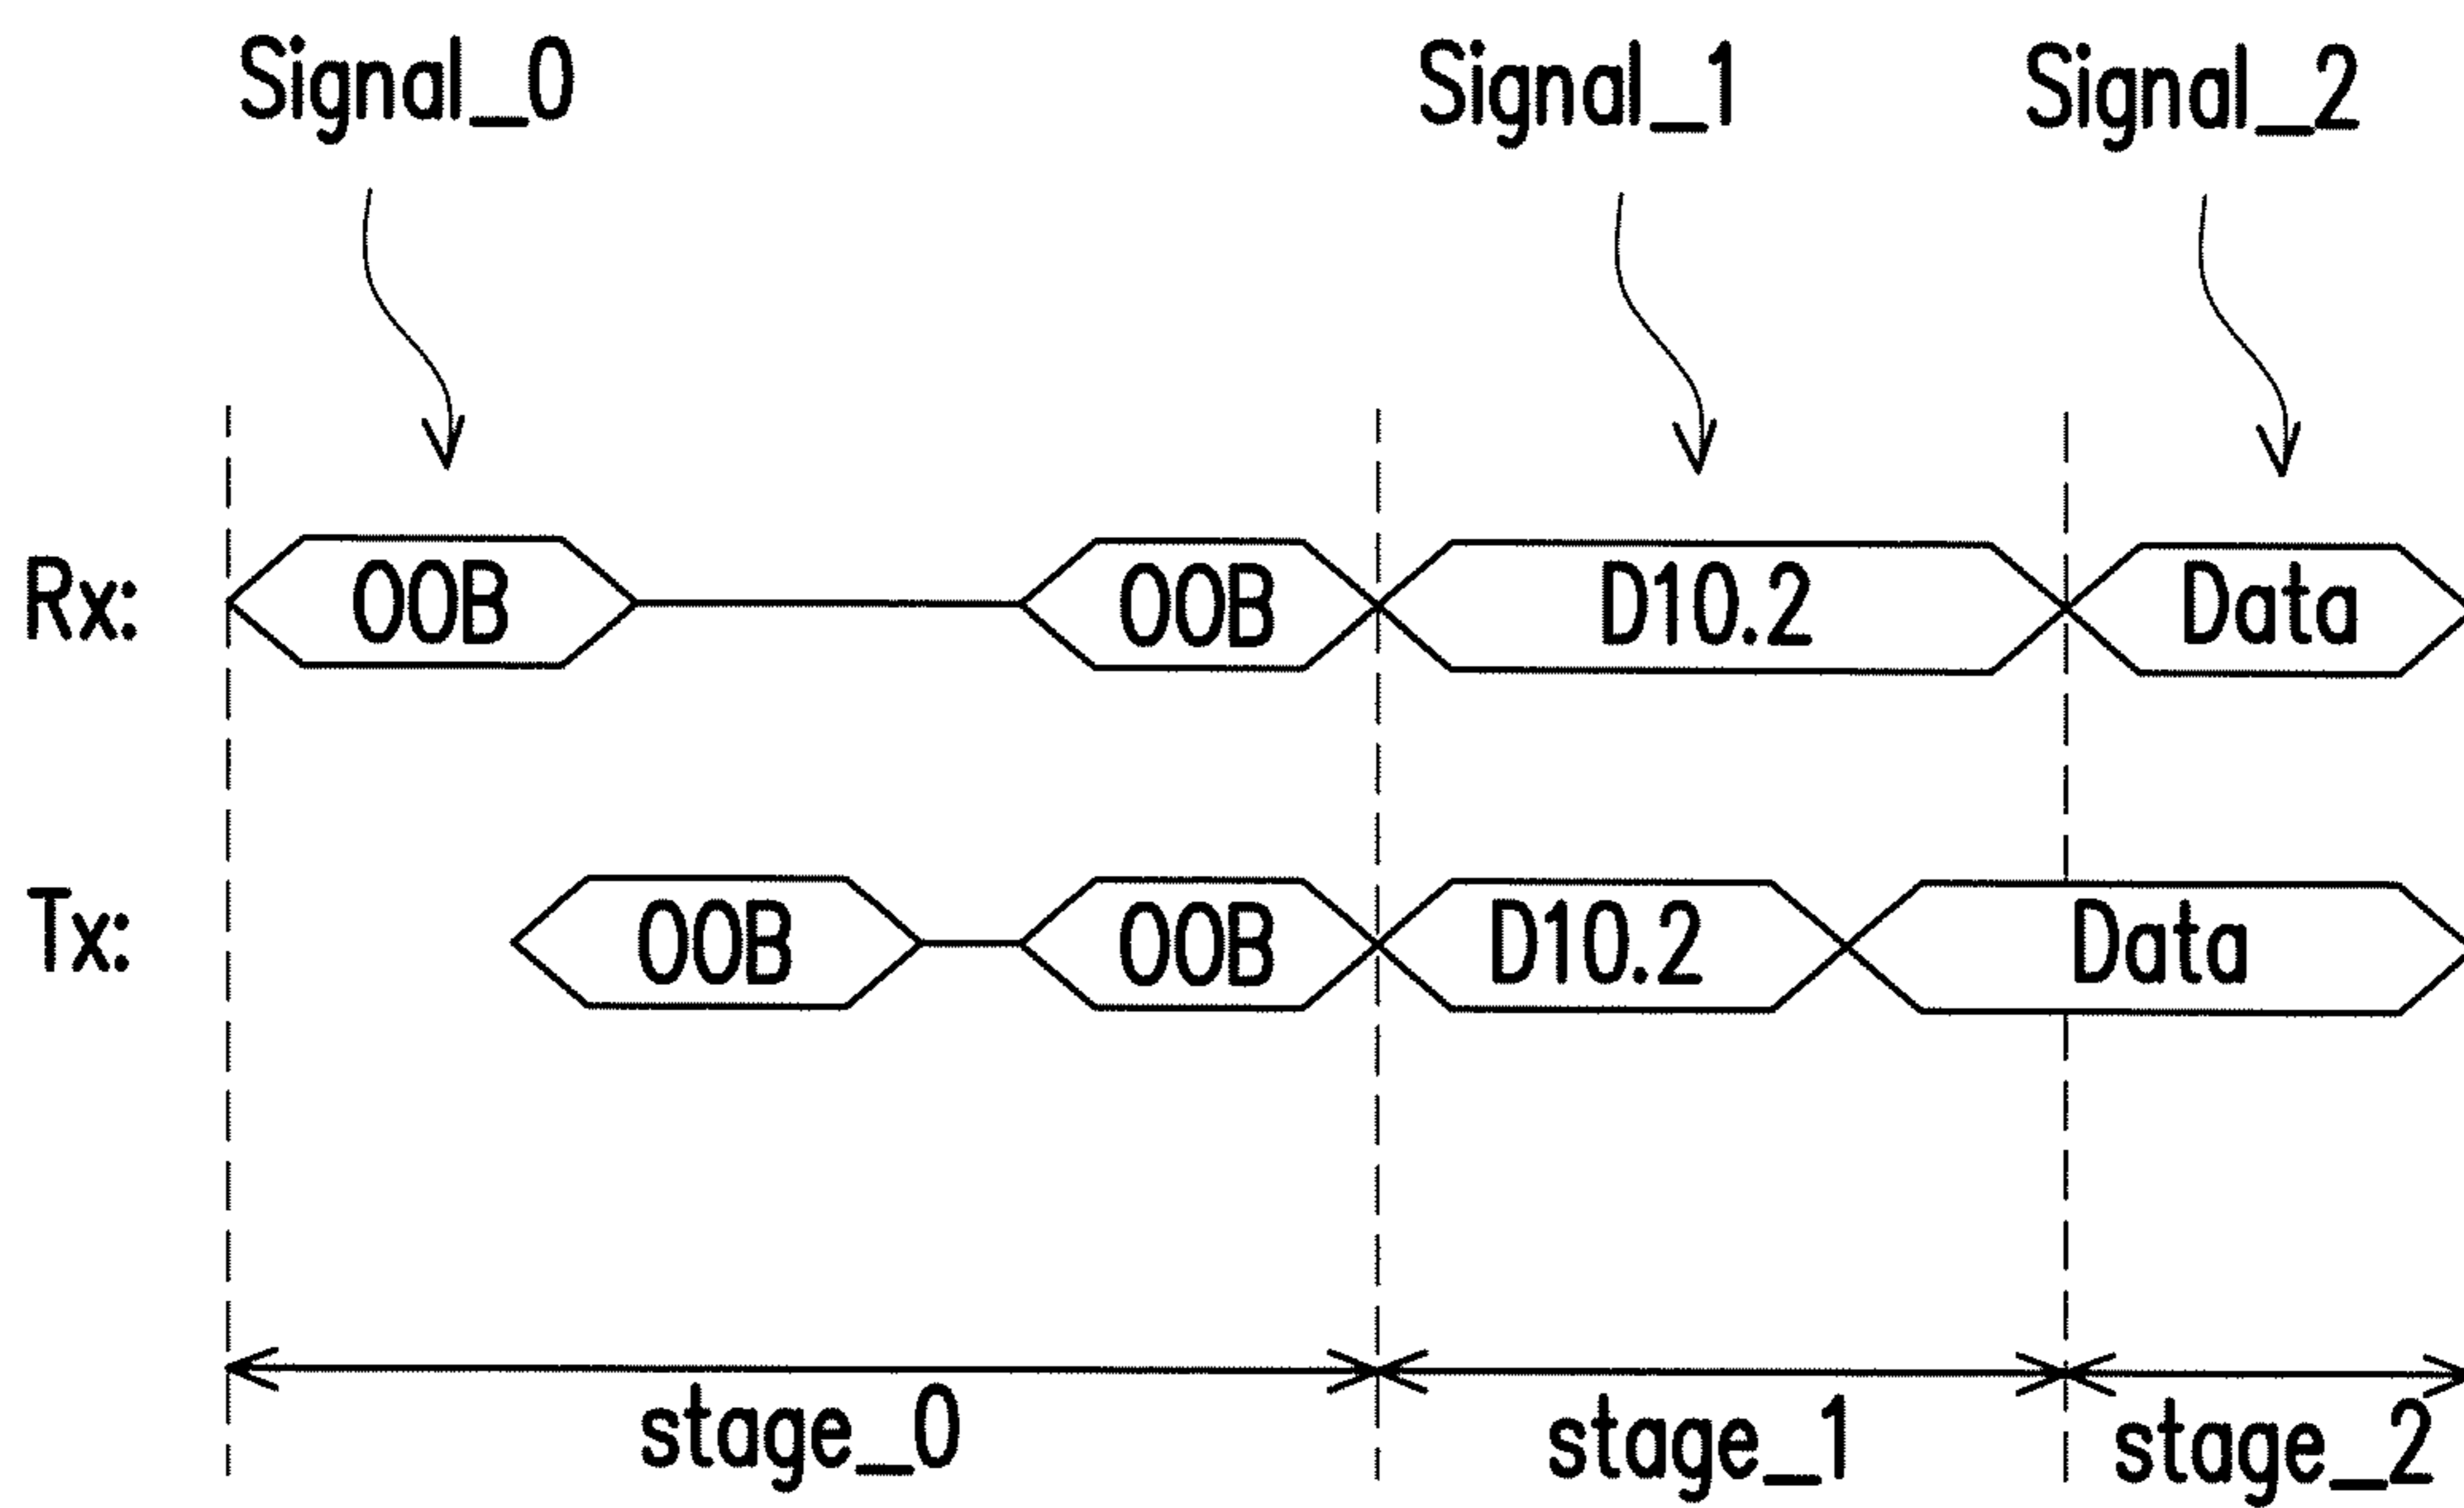 Signal_0 Signal_1 Signal_2
Rx: OOB OOB D10.2 Data
Tx: OOB OOB D10.2 Data
stage_0 stage_1 stage_2